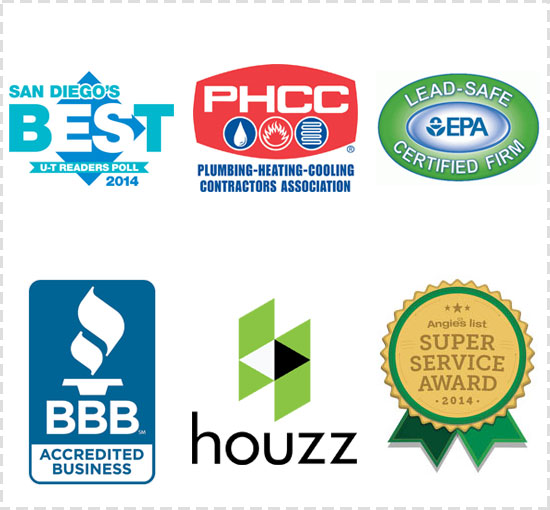 SAN DIEGO'S
BEST
U-T READERS POLL
2014
PHCC
®
PLUMBING-HEATING-COOLING
CONTRACTORS ASSOCIATION
LEAD-SAFE
EPA
CERTIFIED FIRM
BBB
SM
ACCREDITED
BUSINESS
houzz
Angie's list
SUPER
SERVICE
AWARD
· 2014 ·